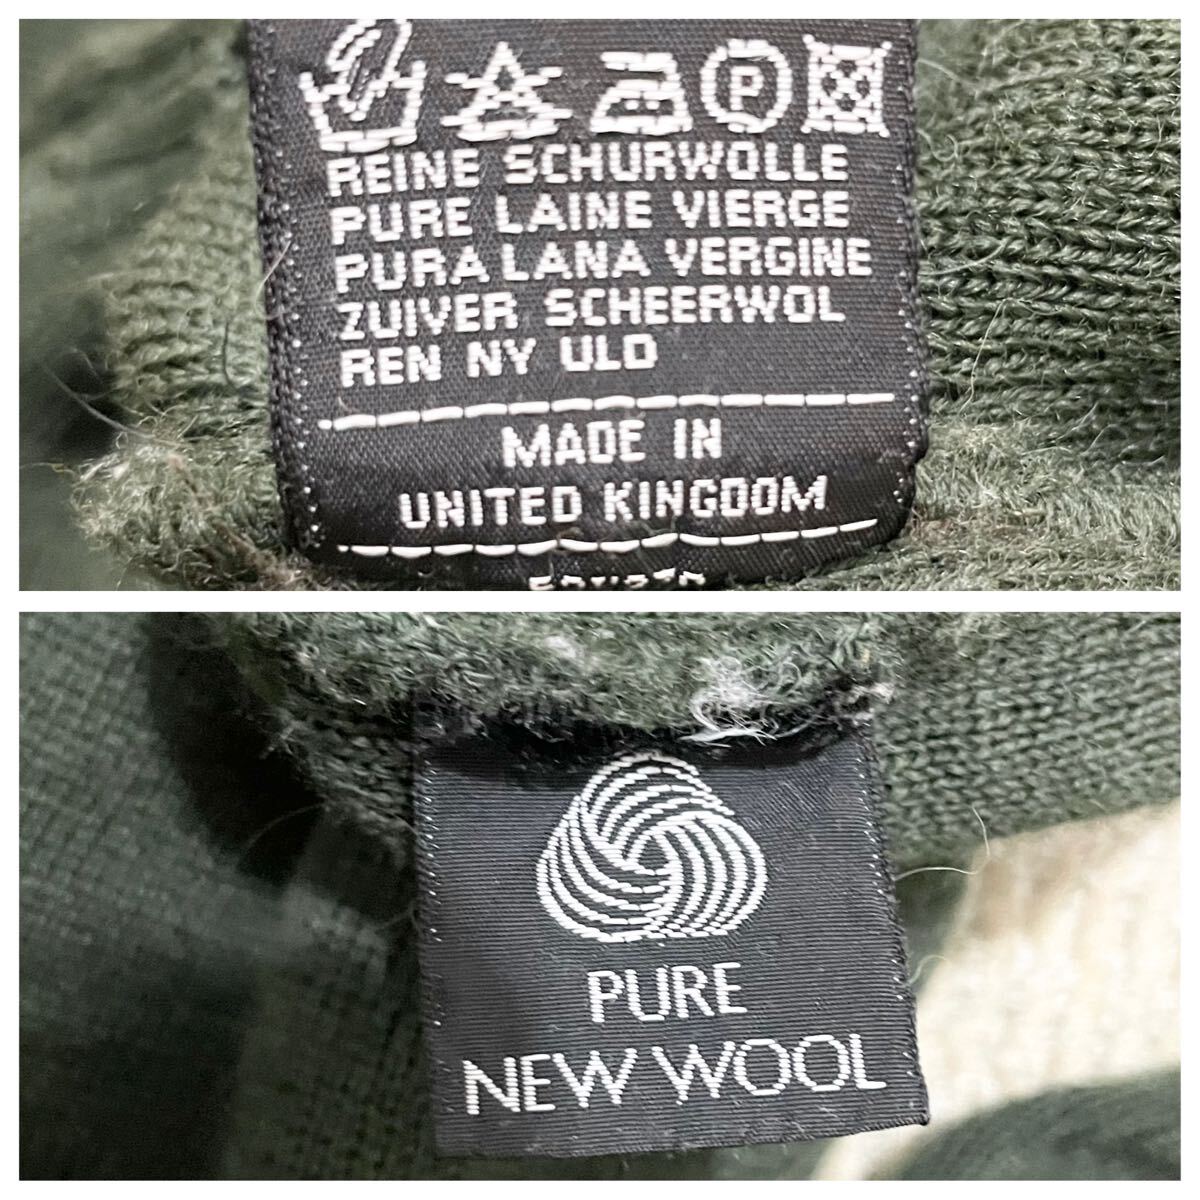 P
REINE SCHURWOLLE
PURE LAINE VIERGE
PURA LANA VERGINE
ZUIVER SCHEERWOL
REN NY ULD
MADE IN
UNITED KINGDOM
PURE
NEW WOOL